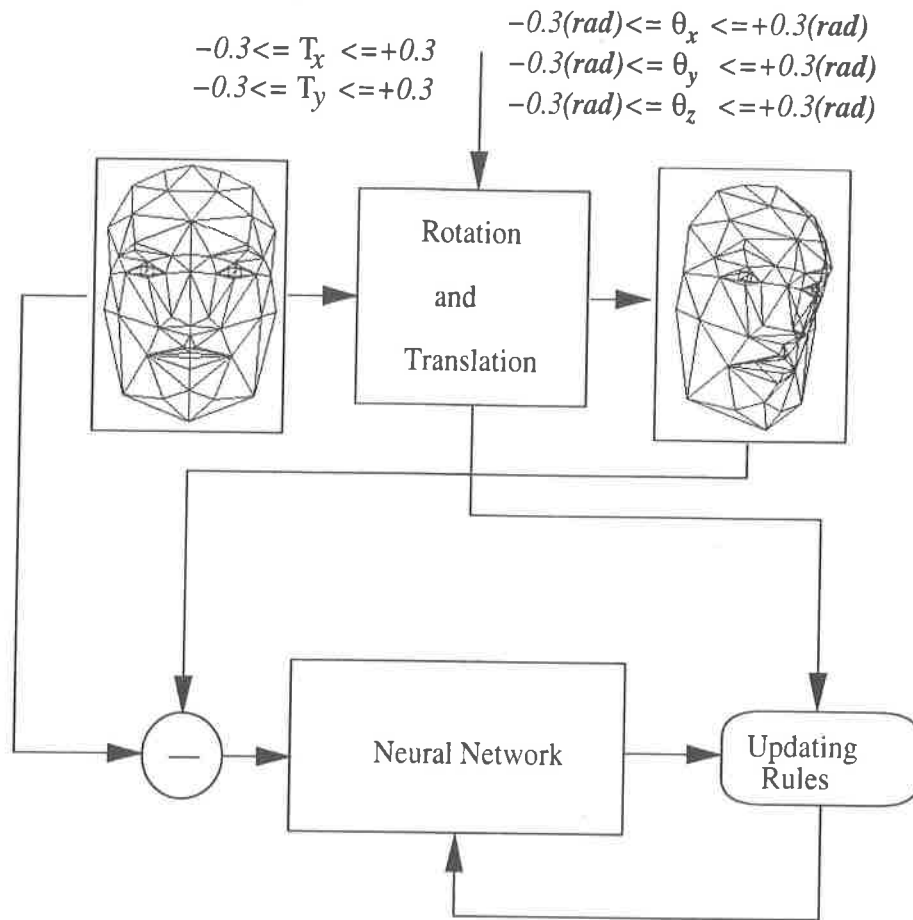 -0.3<= Tx <=+0.3
-0.3<= Ty <=+0.3
-0.3(rad)<= θx <=+0.3(rad)
-0.3(rad)<= θy <=+0.3(rad)
-0.3(rad)<= θz <=+0.3(rad)
Rotation
and
Translation
—
Neural Network
Updating
Rules